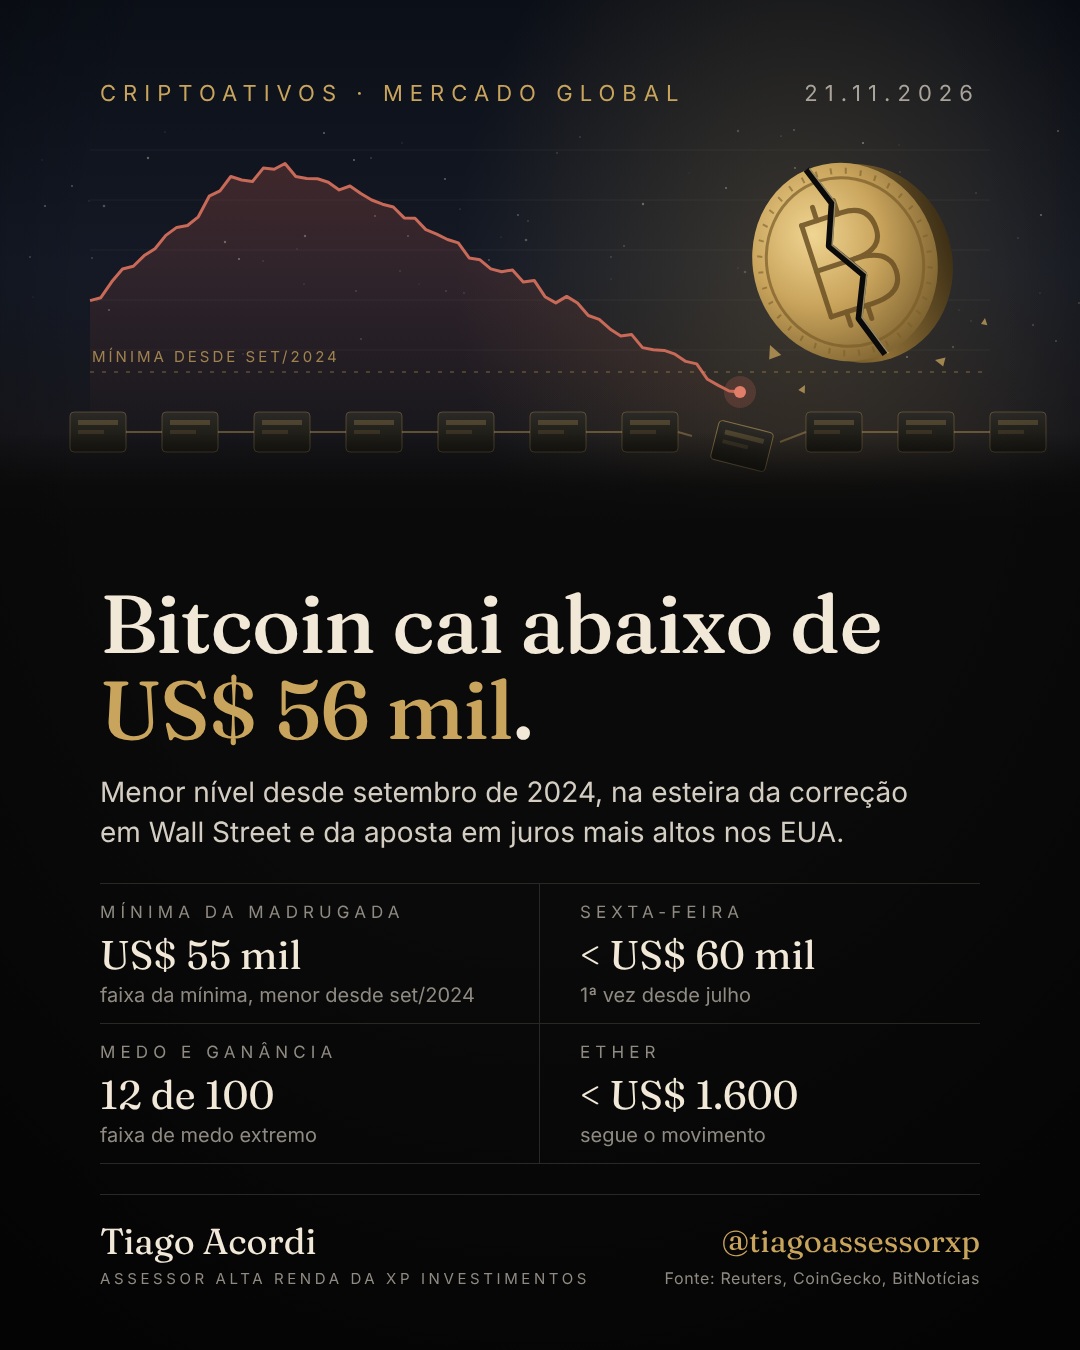 CRIPTOATIVOS · MERCADO GLOBAL
21.11.2026
MÍNIMA DESDE SET/2024
Bitcoin cai abaixo de
US$ 56 mil.
Menor nível desde setembro de 2024, na esteira da correção
em Wall Street e da aposta em juros mais altos nos EUA.
MÍNIMA DA MADRUGADA
US$ 55 mil
faixa da mínima, menor desde set/2024
SEXTA-FEIRA
< US$ 60 mil
1ª vez desde julho
MEDO E GANÂNCIA
12 de 100
faixa de medo extremo
ETHER
< US$ 1.600
segue o movimento
Tiago Acordi
ASSESSOR ALTA RENDA DA XP INVESTIMENTOS
@tiagoassessorxp
Fonte: Reuters, CoinGecko, BitNotícias